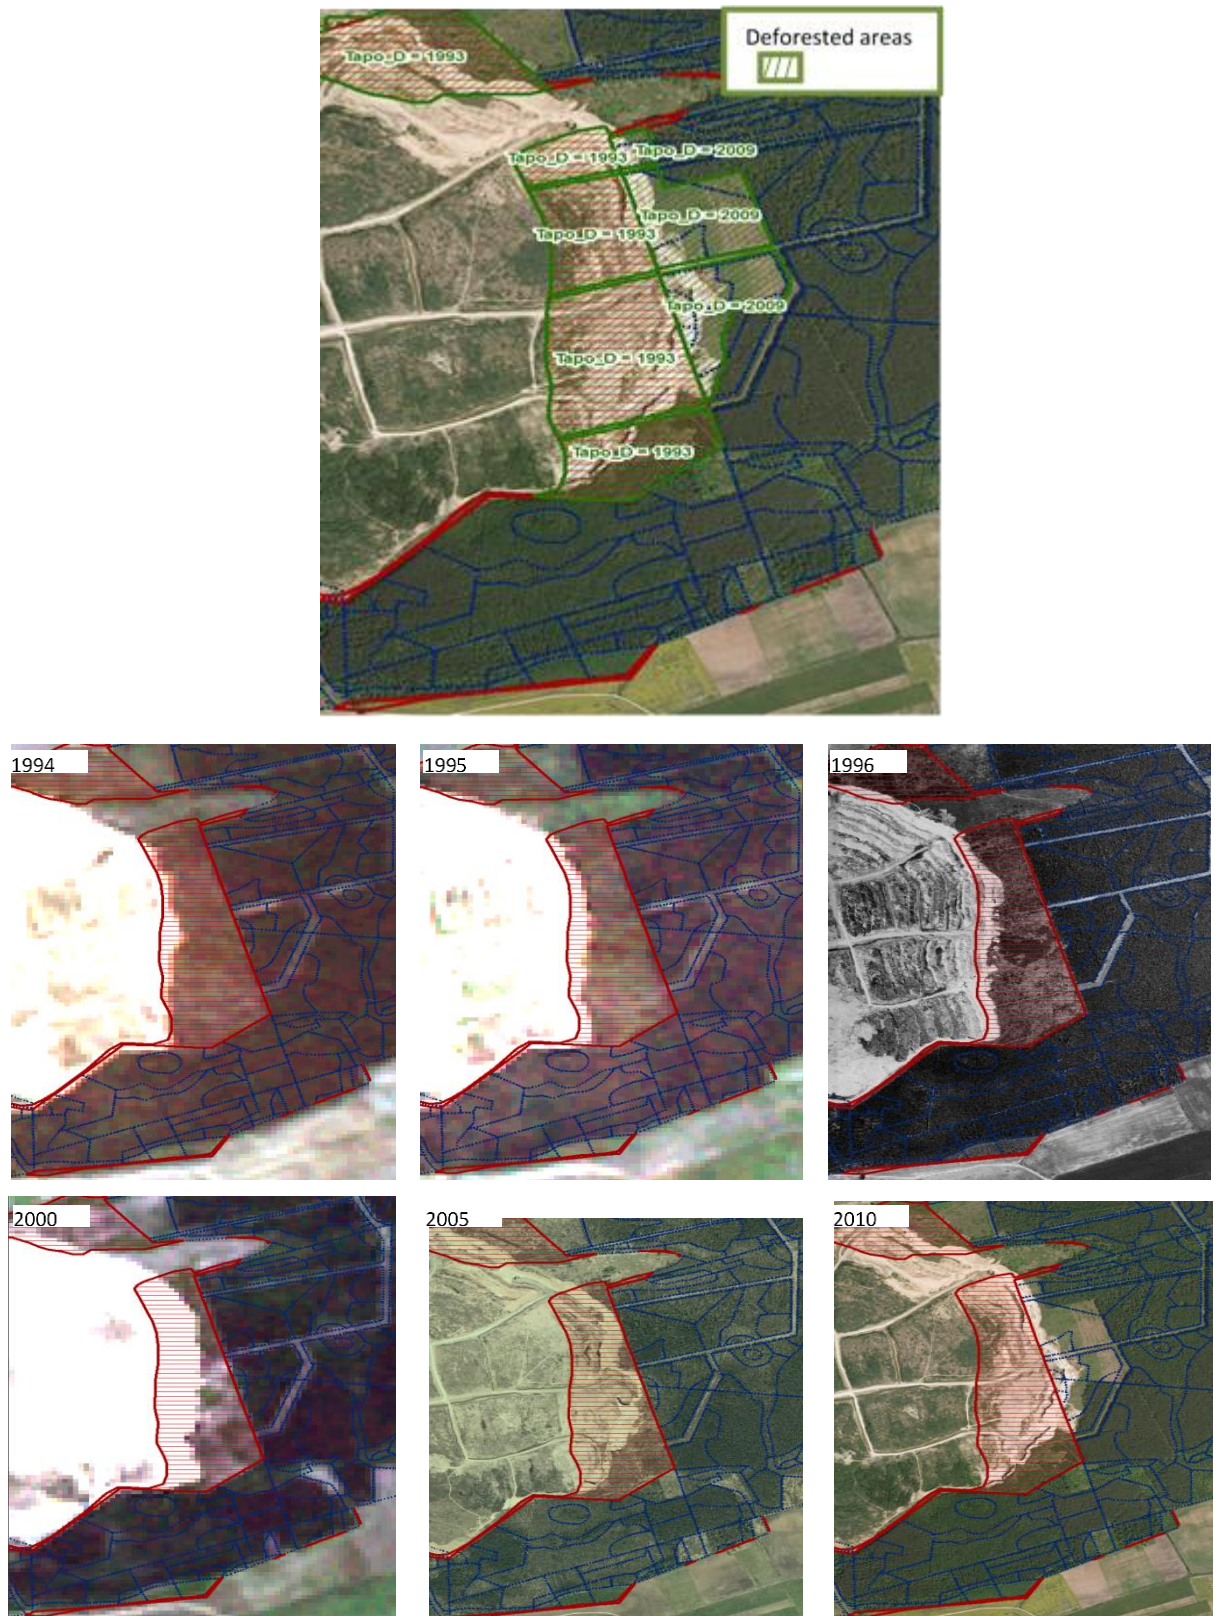 Deforested areas
Tapo_D = 1993
Tapo_D = 1993
Tapo_D = 2009
Tapo_D = 2009
Tapo_D = 1993
Tapo_D = 2009
Tapo_D = 1993
Tapo_D = 1993
1994
1995
1996
2000
2005
2010